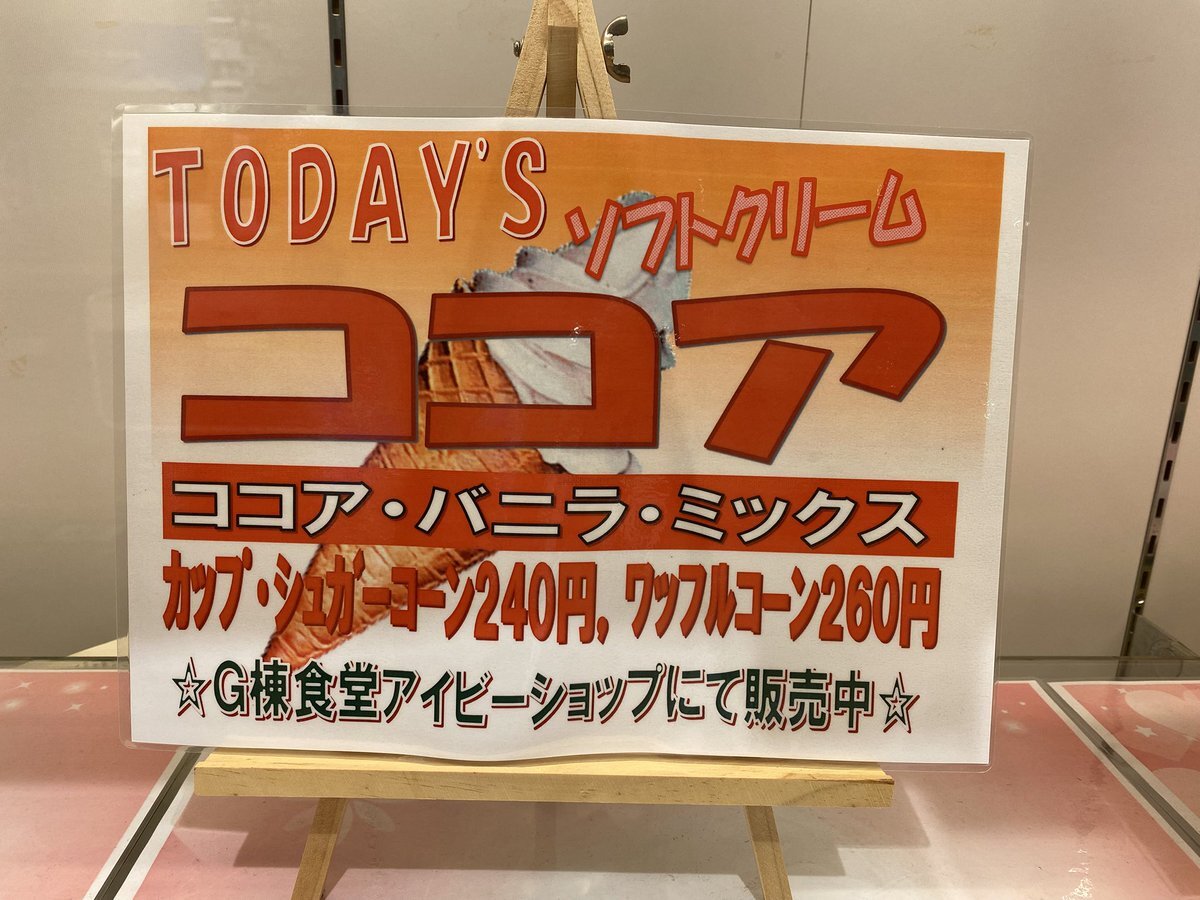 TODAY'S ソフトクリーム
ココア
ココア・バニラ・ミックス
カップ・シュガーコーン240円, ワッフルコーン260円
☆G棟食堂アイビーショップにて販売中☆